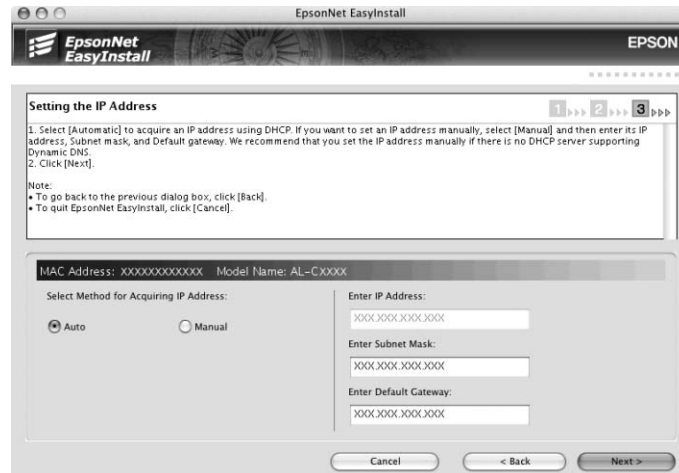 EpsonNet EasyInstall
EpsonNet
EasyInstall
EPSON
Setting the IP Address
1 2 3
1. Select [Automatic] to acquire an IP address using DHCP. If you want to set an IP address manually, select [Manual] and then enter its IP
address, Subnet mask, and Default gateway. We recommend that you set the IP address manually if there is no DHCP server supporting
Dynamic DNS.
2. Click [Next].
Note:
• To go back to the previous dialog box, click [Back].
• To quit EpsonNet EasyInstall, click [Cancel].
MAC Address: XXXXXXXXXXXX Model Name: AL-CXXXX
Select Method for Acquiring IP Address:
Auto
Manual
Enter IP Address:
XXX.XXX.XXX.XXX
Enter Subnet Mask:
XXX.XXX.XXX.XXX
Enter Default Gateway:
XXX.XXX.XXX.XXX
Cancel
< Back
Next >